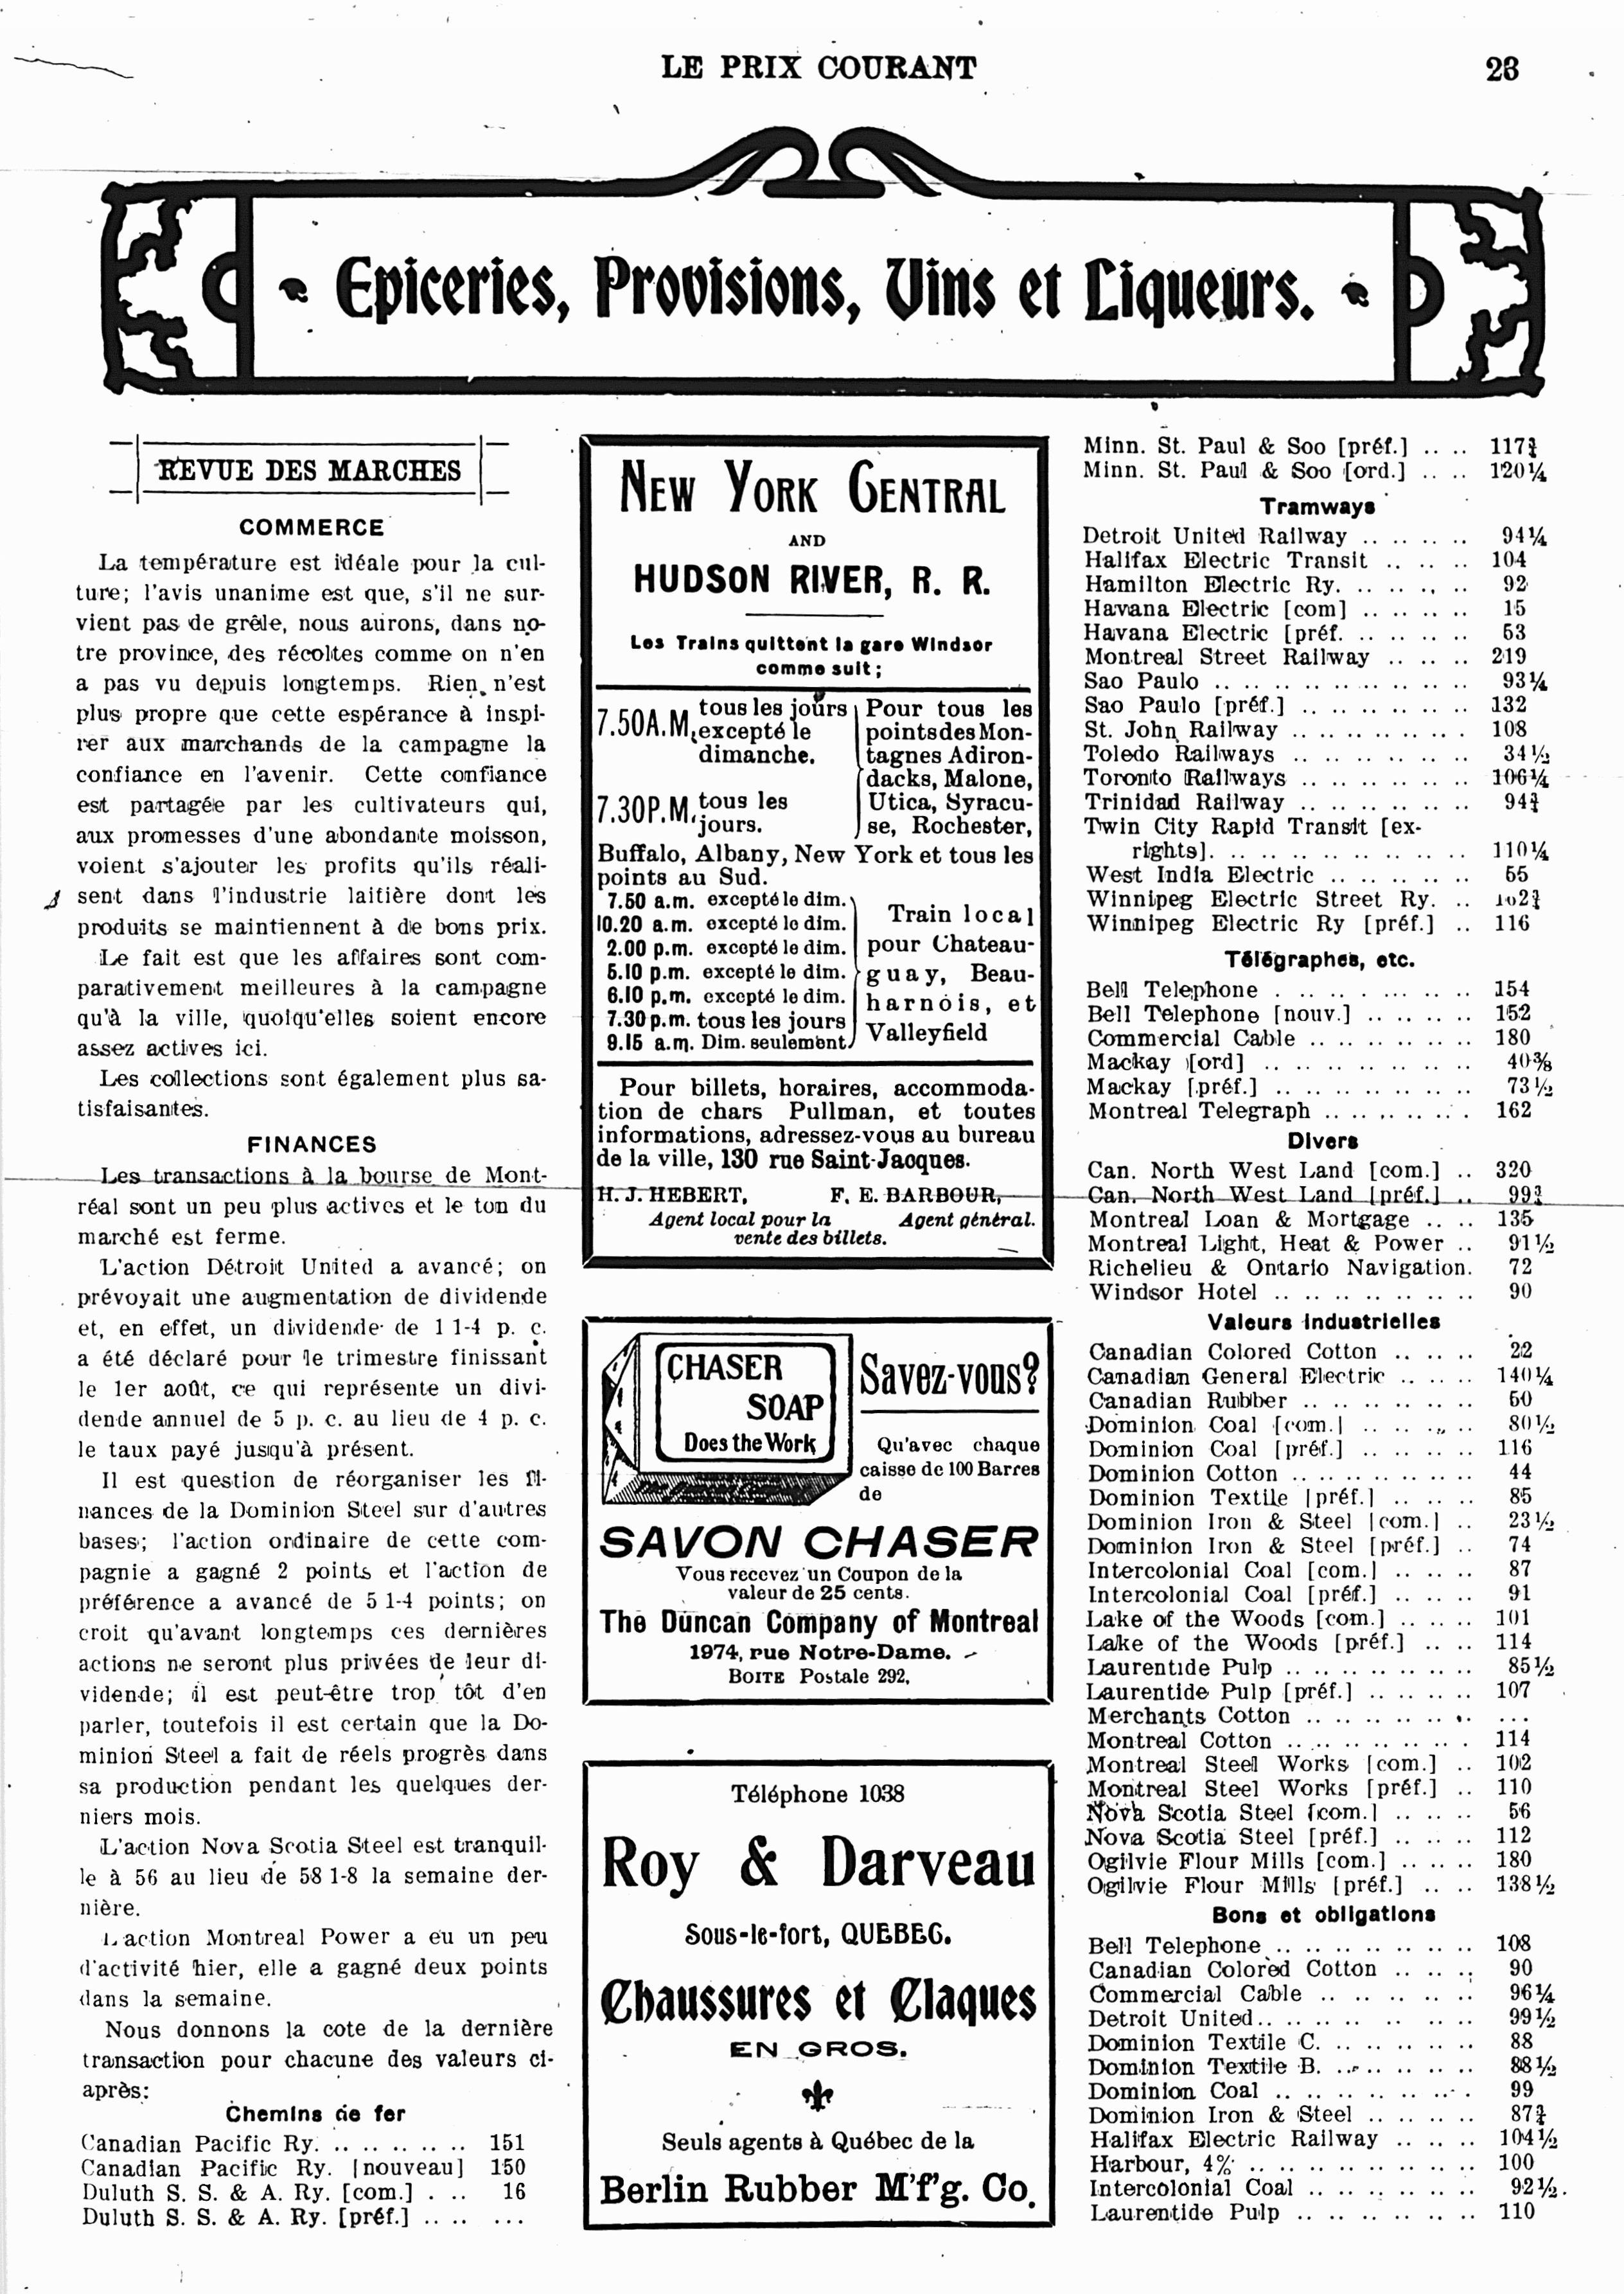 LE PRIX COURANT
23
Epiceries, Provisions, Vins et Liqueurs.
REVUE DES MARCHES
COMMERCE
La température est idéale pour la cul-
ture; l'avis unanime est que, s'il ne sur-
vient pas de grêle, nous aurons, dans no-
tre province, des récoltes comme on n'en
a pas vu depuis longtemps. Rien n'est
plus propre que cette espérance à inspi-
rer aux marchands de la campagne la
confiance en l'avenir. Cette confiance
est partagée par les cultivateurs qui,
aux promesses d'une abondante moisson,
voient s'ajouter les profits qu'ils réali-
sent dans l'industrie laitière dont les
produits se maintiennent à de bons prix.
Le fait est que les affaires sont com-
parativement meilleures à la campagne
qu'à la ville, quoiqu'elles soient encore
assez actives ici.
Les collections sont également plus sa-
tisfaisantes.
FINANCES
Les transactions à la bourse de Mont-
réal sont un peu plus actives et le ton du
marché est ferme.
L'action Détroit United a avancé; on
prévoyait une augmentation de dividende
et, en effet, un dividende de 1 1-4 p. c.
a été déclaré pour le trimestre finissant
le 1er août, ce qui représente un divi-
dende annuel de 5 p. c. au lieu de 4 p. c.
le taux payé jusqu'à présent.
Il est question de réorganiser les fi-
nances de la Dominion Steel sur d'autres
bases; l'action ordinaire de cette com-
pagnie a gagné 2 points et l'action de
préférence a avancé de 5 1-4 points; on
croit qu'avant longtemps ces dernières
actions ne seront plus privées de leur di-
vidende; il est peut-être trop tôt d'en
parler, toutefois il est certain que la Do-
minion Steel a fait de réels progrès dans
sa production pendant les quelques der-
niers mois.
L'action Nova Scotia Steel est tranquil-
le à 56 au lieu de 58 1-8 la semaine der-
nière.
L'action Montreal Power a eu un peu
d'activité hier, elle a gagné deux points
dans la semaine.
Nous donnons la cote de la dernière
transaction pour chacune des valeurs ci-
après:
Chemins de fer
Canadian Pacific Ry. .. .. .. .. .. 151
Canadian Pacific Ry. [nouveau] 150
Duluth S. S. & A. Ry. [com.] . .. 16
Duluth S. S. & A. Ry. [préf.] .. .. ...
NEW YORK CENTRAL
AND
HUDSON RIVER, R. R.
Les Trains quittent la gare Windsor
comme suit;
7.50A.M. tous les jours excepté le dimanche.
7.30P.M. tous les jours.
Pour tous les
points des Mon-
tagnes Adiron-
dacks, Malone,
Utica, Syracu-
se, Rochester,
Buffalo, Albany, New York et tous les
points au Sud.
7.50 a.m. excepté le dim.
10.20 a.m. excepté le dim.
2.00 p.m. excepté le dim.
5.10 p.m. excepté le dim.
6.10 p.m. excepté le dim.
7.30 p.m. tous les jours
9.15 a.m. Dim. seulement
Train local
pour Chateau-
guay, Beau-
harnois, et
Valleyfield
Pour billets, horaires, accommoda-
tion de chars Pullman, et toutes
informations, adressez-vous au bureau
de la ville, 130 rue Saint-Jacques.
H. J. HEBERT, F. E. BARBOUR,
Agent local pour la Agent général.
vente des billets.
CHASER
SOAP
Does the Work
Savez-vous?
Qu'avec chaque
caisse de 100 Barres
de
SAVON CHASER
Vous recevez un Coupon de la
valeur de 25 cents.
The Duncan Company of Montreal
1974, rue Notre-Dame.
BOITE Postale 292.
Téléphone 1038
Roy & Darveau
Sous-le-fort, QUEBEC.
Chaussures et Claques
EN GROS.
Seuls agents à Québec de la
Berlin Rubber M'f'g. Co.
Minn. St. Paul & Soo [préf.] .. .. 117¾
Minn. St. Paul & Soo [ord.] .. .. 120¼
Tramways
Detroit United Railway .. .. .. .. 94¼
Halifax Electric Transit .. .. .. 104
Hamilton Electric Ry. .. .. .. .. 92
Havana Electric [com] .. .. .. .. 15
Havana Electric [préf. .. .. .. .. 53
Montreal Street Railway .. .. .. 219
Sao Paulo .. .. .. .. .. .. .. .. 93¼
Sao Paulo [préf.] .. .. .. .. .. 132
St. John Railway .. .. .. .. .. . 108
Toledo Railways .. .. .. .. .. .. 34½
Toronto Railways .. .. .. .. .. 106¼
Trinidad Railway .. .. .. .. .. .. 94¾
Twin City Rapid Transit [ex-
rights]. .. .. .. .. .. .. .. .. 110¼
West India Electric .. .. .. .. .. 55
Winnipeg Electric Street Ry. .. 102¾
Winnipeg Electric Ry [préf.] .. 116
Télégraphes, etc.
Bell Telephone . .. .. . ... .. .. 154
Bell Telephone [nouv.] .. .. .. .. 152
Commercial Cable .. .. .. .. .. 180
Mackay [ord] .. .. .. .. .. .. .. 40⅜
Mackay [préf.] .. .. .. .. .. .. 73½
Montreal Telegraph .. .. .. .. . 162
Divers
Can. North West Land [com.] .. 320
Can. North West Land [préf.] .. 99¾
Montreal Loan & Mortgage .. .. 135
Montreal Light, Heat & Power .. 91½
Richelieu & Ontario Navigation. 72
Windsor Hotel .. .. .. .. .. .. 90
Valeurs Industrielles
Canadian Colored Cotton .. .. .. 22
Canadian General Electric .. .. 140¼
Canadian Rubber .. .. .. .. .. .. 50
Dominion Coal [com.] .. .. .. .. 80½
Dominion Coal [préf.] .. .. .. .. 116
Dominion Cotton .. .. .. .. .. .. 44
Dominion Textile [préf.] .. .. .. 85
Dominion Iron & Steel [com.] .. 23½
Dominion Iron & Steel [préf.] .. 74
Intercolonial Coal [com.] .. .. .. 87
Intercolonial Coal [préf.] .. .. .. 91
Lake of the Woods [com.] .. .. 101
Lake of the Woods [préf.] .. .. 114
Laurentide Pulp .. .. .. .. .. .. 85½
Laurentide Pulp [préf.] .. .. .. 107
Merchants Cotton .. .. .. .. .. ...
Montreal Cotton .. .. .. .. .. . 114
Montreal Steel Works [com.] .. 102
Montreal Steel Works [préf.] .. 110
Nova Scotia Steel [com.] .. .. .. 56
Nova Scotia Steel [préf.] .. .. .. 112
Ogilvie Flour Mills [com.] .. .. .. 180
Ogilvie Flour Mills [préf.] .. .. 138½
Bons et obligations
Bell Telephone .. .. .. .. .. .. 108
Canadian Colored Cotton .. .. .. 90
Commercial Cable .. .. .. .. .. 96¼
Detroit United .. .. .. .. .. .. 99½
Dominion Textile C. .. .. .. .. .. 88
Dominion Textile B. .. .. .. .. .. 88½
Dominion Coal .. .. .. .. .. .. . 99
Dominion Iron & Steel .. .. .. .. 87¾
Halifax Electric Railway .. .. .. 104½
Harbour, 4% .. .. .. .. .. .. .. 100
Intercolonial Coal .. .. .. .. .. 92½.
Laurentide Pulp .. .. .. .. .. .. 110